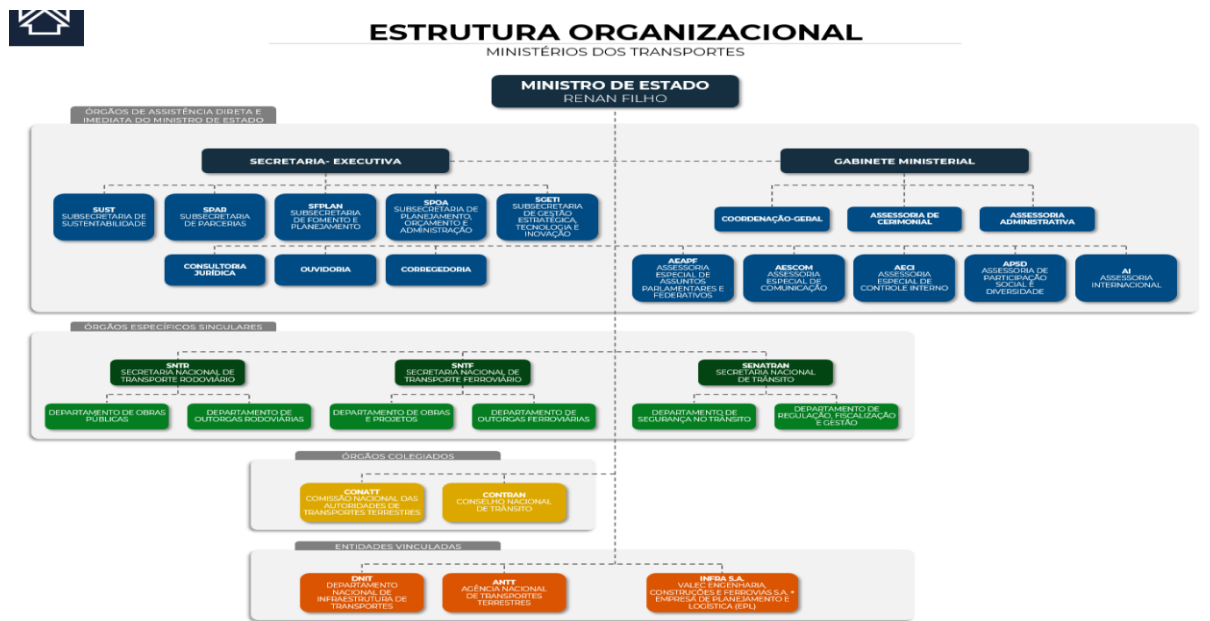 ESTRUTURA ORGANIZACIONAL
MINISTÉRIOS DOS TRANSPORTES
MINISTRO DE ESTADO
RENAN FILHO
ÓRGÃOS DE ASSISTÊNCIA DIRETA E
IMEDIATA DO MINISTRO DE ESTADO
SECRETARIA- EXECUTIVA
GABINETE MINISTERIAL
SUST
SUBSECRETARIA DE
SUSTENTABILIDADE
SPAR
SUBSECRETARIA
DE PARCERIAS
SFPLAN
SUBSECRETARIA
DE FOMENTO E
PLANEJAMENTO
SPOA
SUBSECRETARIA DE
PLANEJAMENTO,
ORÇAMENTO E
ADMINISTRAÇÃO
SGETI
SUBSECRETARIA
DE GESTÃO
ESTRATÉGICA,
TECNOLOGIA E
INOVAÇÃO
COORDENAÇÃO-GERAL
ASSESSORIA DE
CERIMONIAL
ASSESSORIA
ADMINISTRATIVA
CONSULTORIA
JURÍDICA
OUVIDORIA
CORREGEDORIA
AEAPF
ASSESSORIA
ESPECIAL DE
ASSUNTOS
PARLAMENTARES E
FEDERATIVOS
AESCOM
ASSESSORIA
ESPECIAL DE
COMUNICAÇÃO
AECI
ASSESSORIA
ESPECIAL DE
CONTROLE INTERNO
APSD
ASSESSORIA DE
PARTICIPAÇÃO
SOCIAL E
DIVERSIDADE
AI
ASSESSORIA
INTERNACIONAL
ÓRGÃOS ESPECÍFICOS SINGULARES
SNTR
SECRETARIA NACIONAL DE
TRANSPORTE RODOVIÁRIO
SNTF
SECRETARIA NACIONAL DE
TRANSPORTE FERROVIÁRIO
SENATRAN
SECRETARIA NACIONAL
DE TRÂNSITO
DEPARTAMENTO DE OBRAS
PÚBLICAS
DEPARTAMENTO DE
OUTORGAS RODOVIÁRIAS
DEPARTAMENTO DE OBRAS
E PROJETOS
DEPARTAMENTO DE
OUTORGAS FERROVIÁRIAS
DEPARTAMENTO DE
SEGURANÇA NO TRÂNSITO
DEPARTAMENTO DE
REGULAÇÃO, FISCALIZAÇÃO
E GESTÃO
ÓRGÃOS COLEGIADOS
CONATT
COMISSÃO NACIONAL DAS
AUTORIDADES DE
TRANSPORTES TERRESTRES
CONTRAN
CONSELHO NACIONAL
DE TRÂNSITO
ENTIDADES VINCULADAS
DNIT
DEPARTAMENTO
NACIONAL DE
INFRAESTRUTURA DE
TRANSPORTES
ANTT
AGÊNCIA NACIONAL
DE TRANSPORTES
TERRESTRES
INFRA S.A.
VALEC ENGENHARIA,
CONSTRUÇÕES E FERROVIAS S.A. +
EMPRESA DE PLANEJAMENTO E
LOGÍSTICA (EPL)